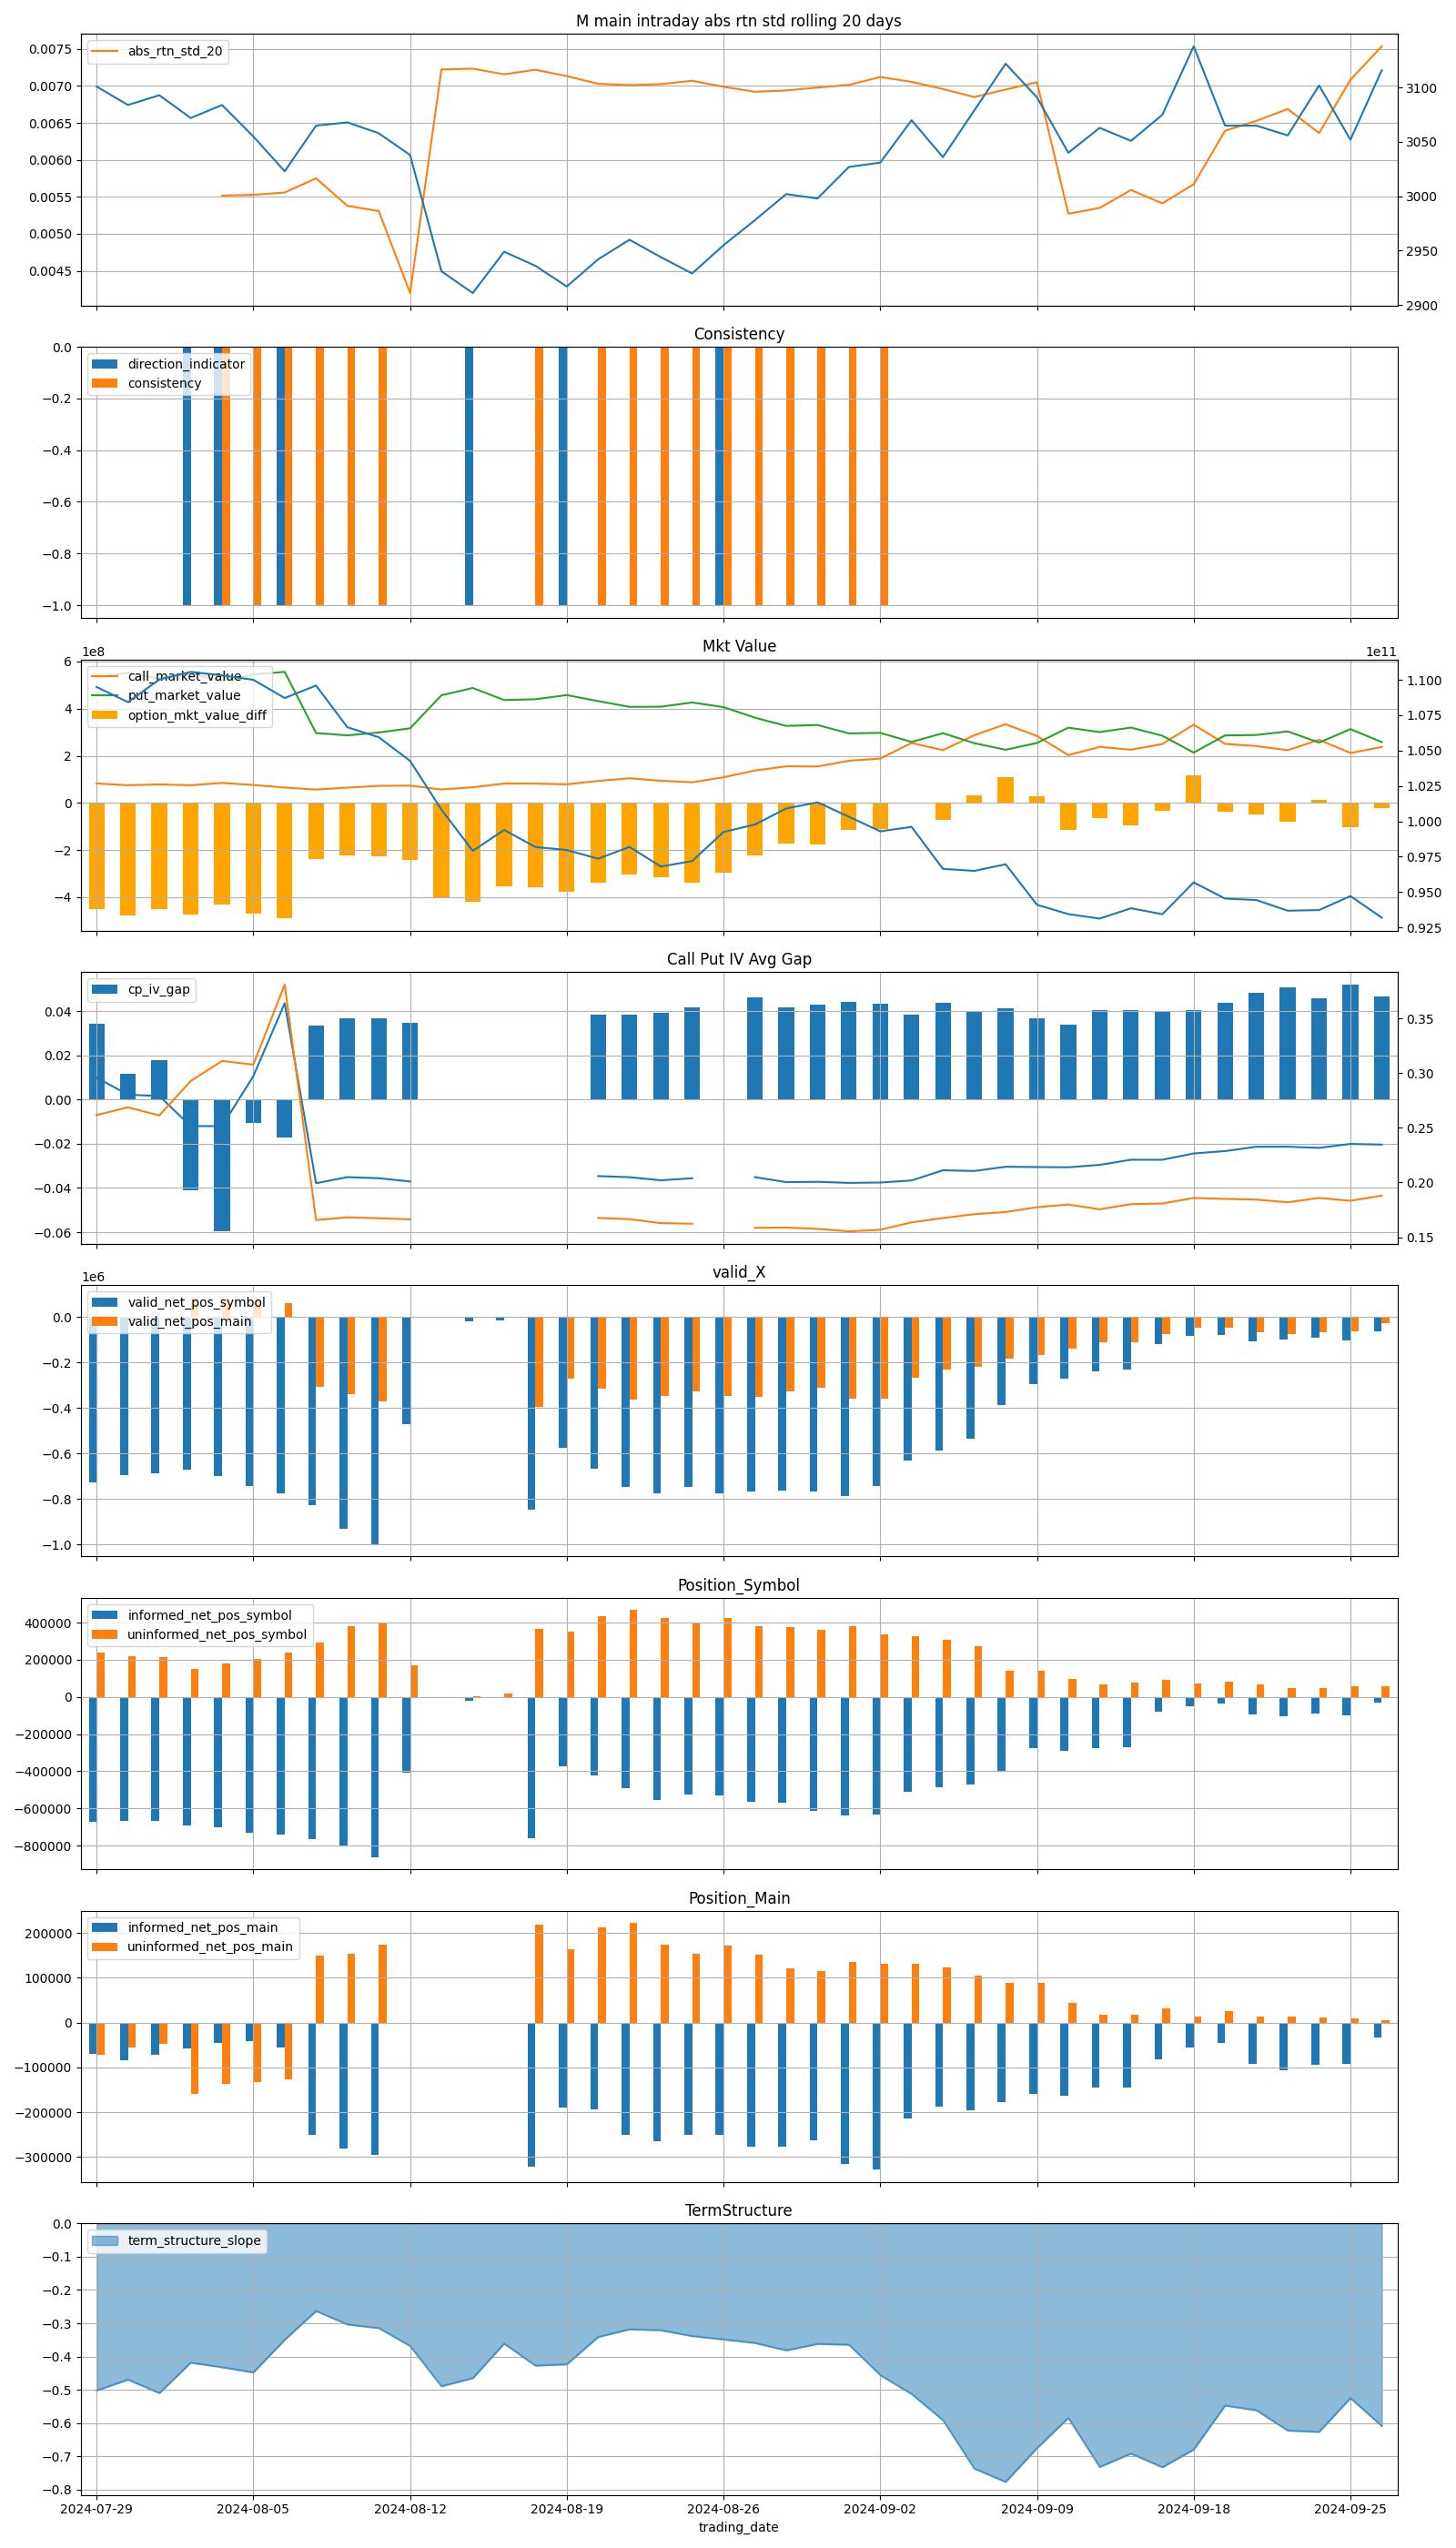 M main intraday abs rtn std rolling 20 days
abs_rtn_std_20
0.0075
0.0070
0.0065
0.0060
0.0055
0.0050
0.0045
3100
3050
3000
2950
2900
Consistency
direction_indicator
consistency
0.0
−0.2
−0.4
−0.6
−0.8
−1.0
Mkt Value
1e8
1e11
call_market_value
put_market_value
option_mkt_value_diff
6
4
2
0
−2
−4
1.100
1.075
1.050
1.025
1.000
0.975
0.950
0.925
Call Put IV Avg Gap
cp_iv_gap
0.04
0.02
0.00
−0.02
−0.04
−0.06
0.35
0.30
0.25
0.20
0.15
valid_X
1e6
valid_net_pos_symbol
valid_net_pos_main
0.0
−0.2
−0.4
−0.6
−0.8
−1.0
Position_Symbol
informed_net_pos_symbol
uninformed_net_pos_symbol
400000
200000
0
−200000
−400000
−600000
−800000
Position_Main
informed_net_pos_main
uninformed_net_pos_main
200000
100000
0
−100000
−200000
−300000
TermStructure
term_structure_slope
0.0
−0.1
−0.2
−0.3
−0.4
−0.5
−0.6
−0.7
−0.8
2024-07-29 2024-08-05 2024-08-12 2024-08-19 2024-08-26 2024-09-02 2024-09-09 2024-09-18 2024-09-25
trading_date